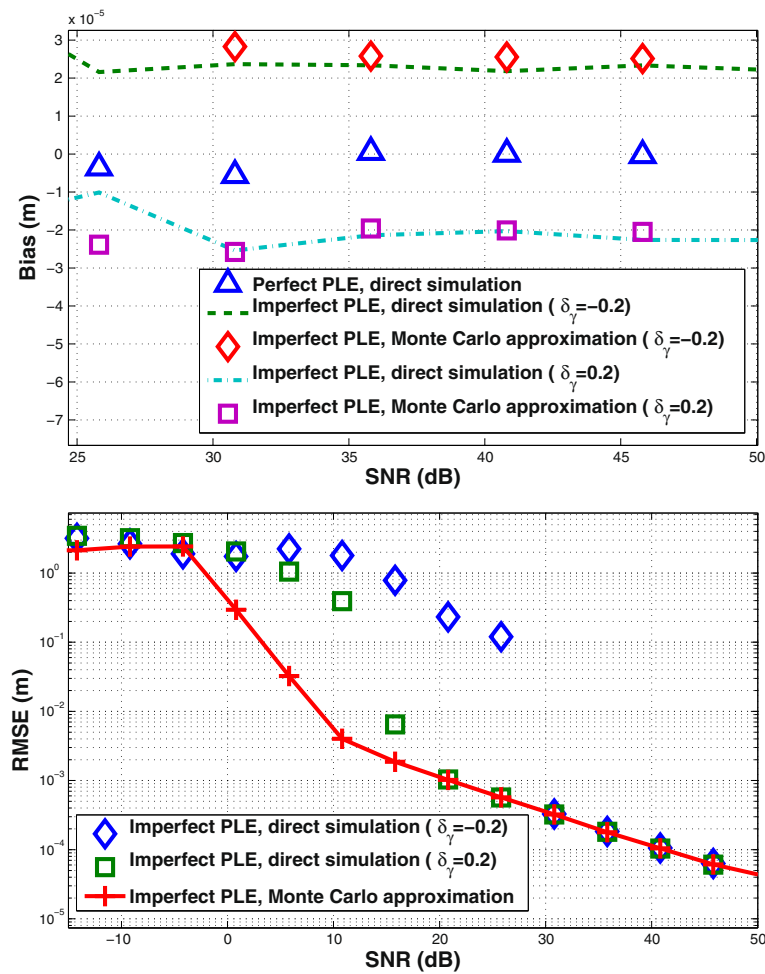 x 10⁻⁵
3
2
1
0
−1
−2
−3
−4
−5
−6
−7
Bias (m)
Perfect PLE, direct simulation
Imperfect PLE, direct simulation ( δγ=−0.2)
Imperfect PLE, Monte Carlo approximation ( δγ=−0.2)
Imperfect PLE, direct simulation ( δγ=0.2)
Imperfect PLE, Monte Carlo approximation ( δγ=0.2)
25 30 35 40 45 50
SNR (dB)
10⁰
10⁻¹
10⁻²
10⁻³
10⁻⁴
10⁻⁵
RMSE (m)
Imperfect PLE, direct simulation ( δγ=−0.2)
Imperfect PLE, direct simulation ( δγ=0.2)
Imperfect PLE, Monte Carlo approximation
−10 0 10 20 30 40 50
SNR (dB)